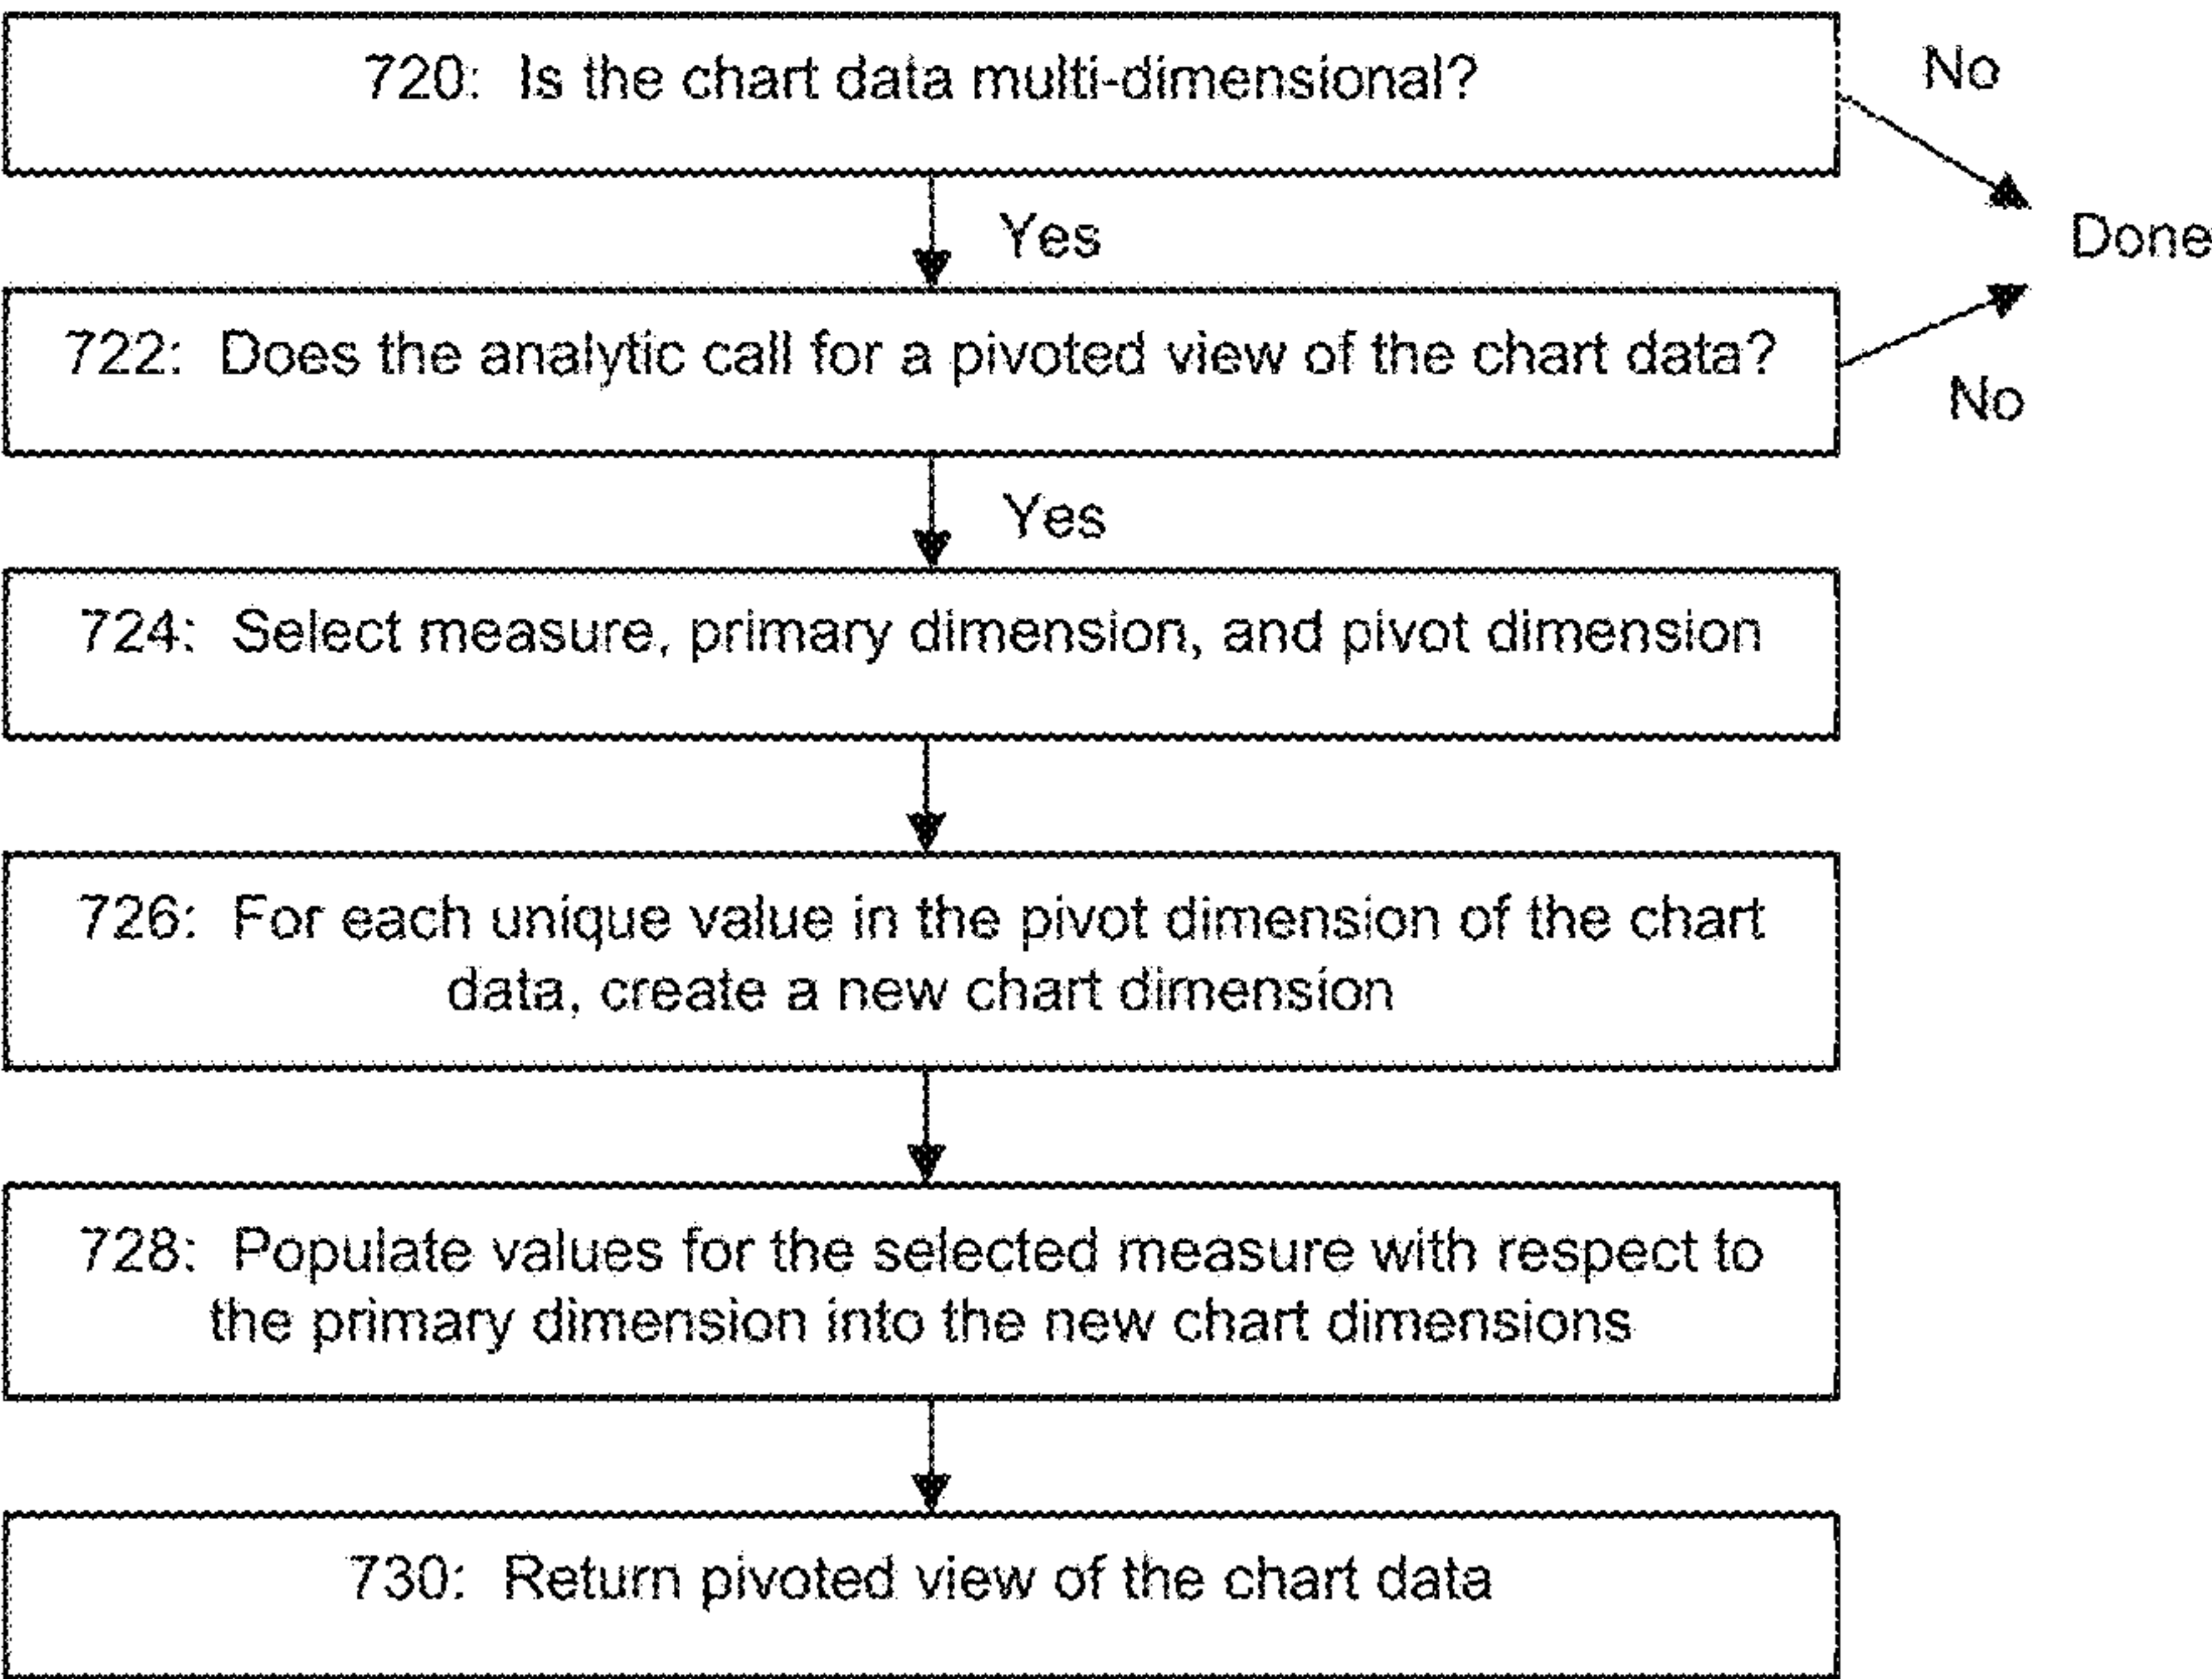 720: Is the chart data multi-dimensional?
No
Yes
Done
722: Does the analytic call for a pivoted view of the chart data?
No
Yes
724: Select measure, primary dimension, and pivot dimension
726: For each unique value in the pivot dimension of the chart
data, create a new chart dimension
728: Populate values for the selected measure with respect to
the primary dimension into the new chart dimensions
730: Return pivoted view of the chart data